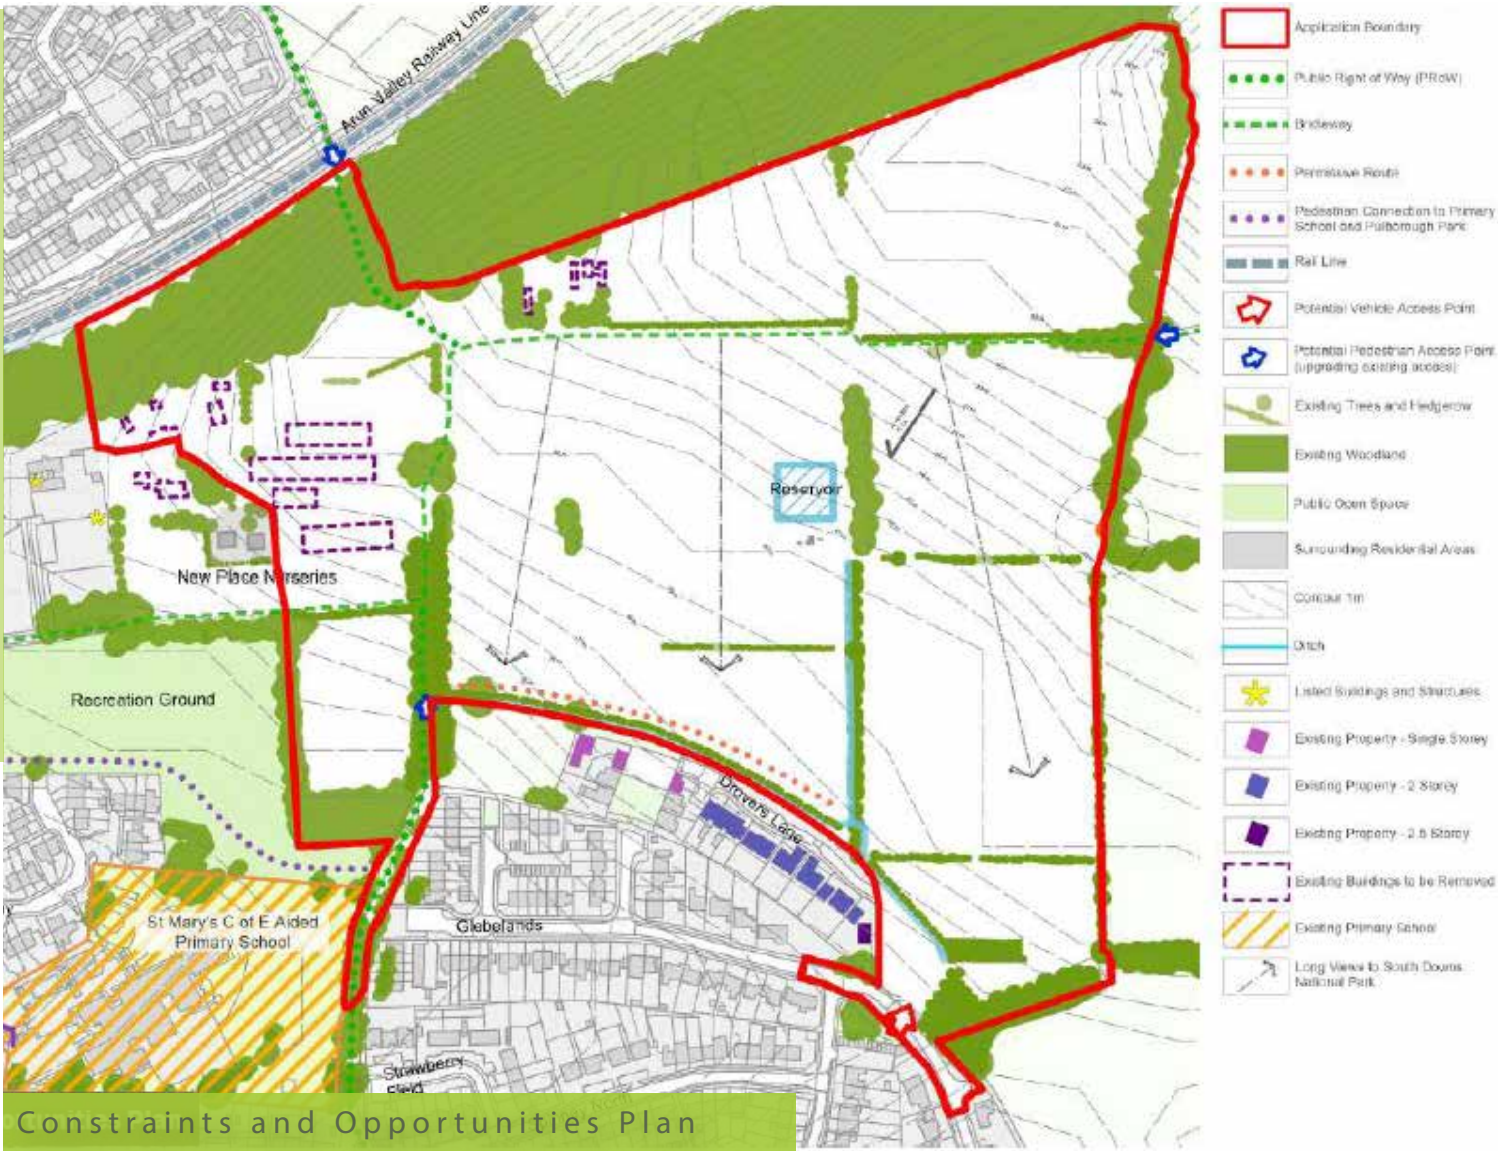 Arun Valley Railway Line
Reservoir
New Place Nurseries
Recreation Ground
Drovers Lane
St Mary's C of E Aided
Primary School
Glebelands
Strawberry
Field
Constraints and Opportunities Plan
Application Boundary
Public Right of Way (PRoW)
Bridleway
Permissive Route
Pedestrian Connection to Primary
School and Pulborough Park
Rail Line
Potential Vehicle Access Point
Potential Pedestrian Access Point
(upgrading existing access)
Existing Trees and Hedgerow
Existing Woodland
Public Open Space
Surrounding Residential Areas
Contour 1m
Ditch
Listed Buildings and Structures
Existing Property - Single Storey
Existing Property - 2 Storey
Existing Property - 2.5 Storey
Existing Buildings to be Removed
Existing Primary School
Long Views to South Downs
National Park